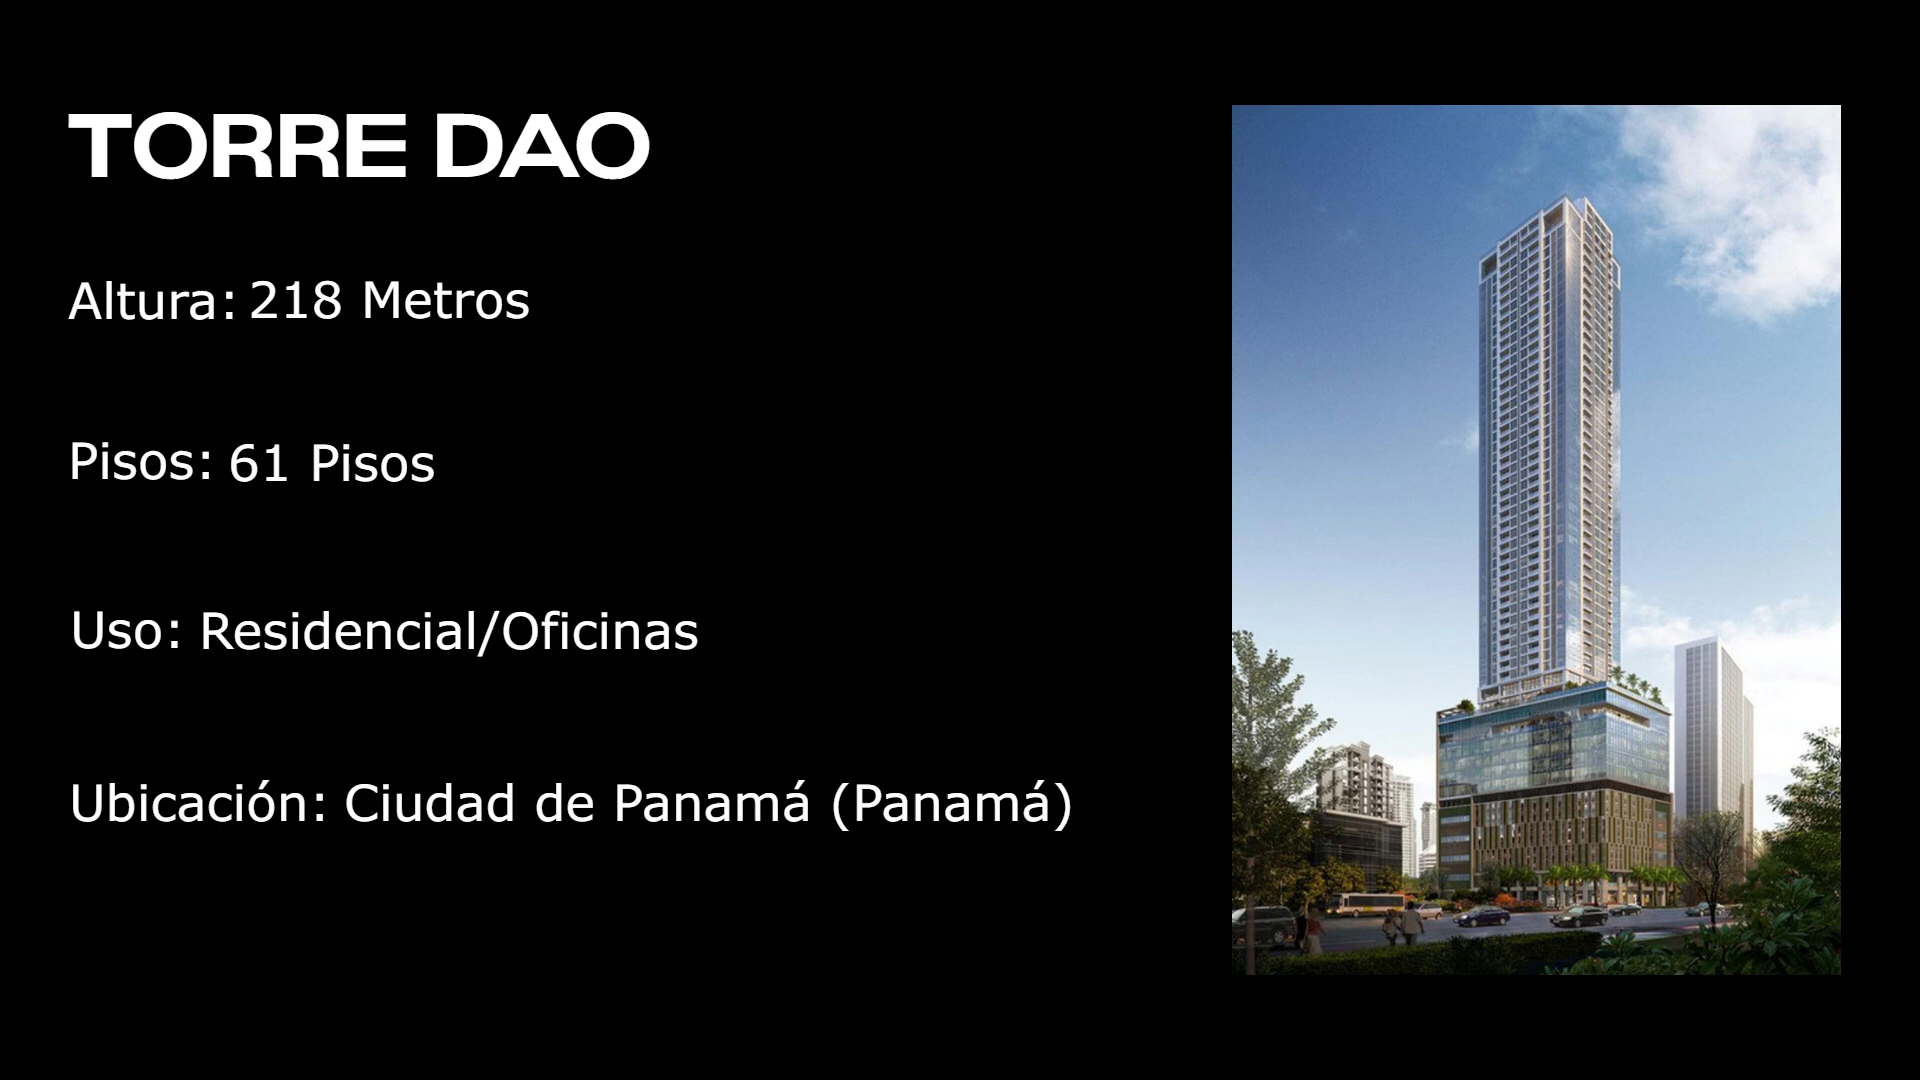 TORRE DAO
Altura: 218 Metros
Pisos: 61 Pisos
Uso: Residencial/Oficinas
Ubicación: Ciudad de Panamá (Panamá)